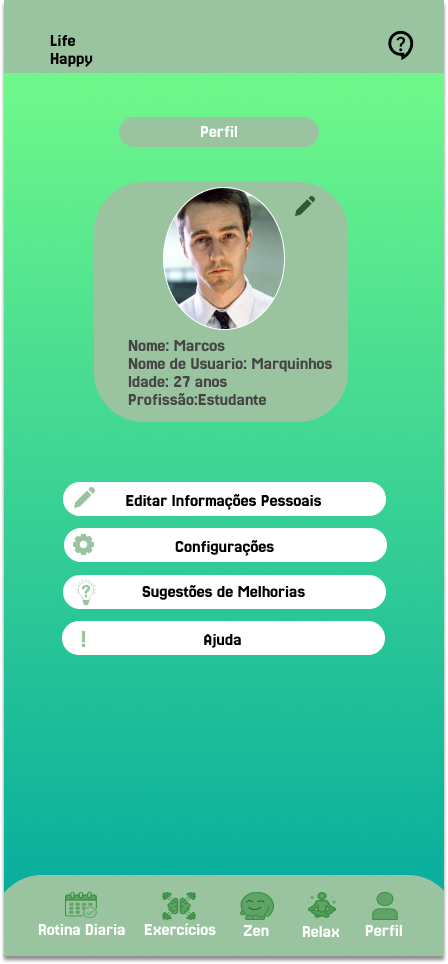 Life
Happy
Perfil
Nome: Marcos
Nome de Usuario: Marquinhos
Idade: 27 anos
Profissão:Estudante
Editar Informações Pessoais
Configurações
Sugestões de Melhorias
Ajuda
Rotina Diaria Exercícios Zen Relax Perfil